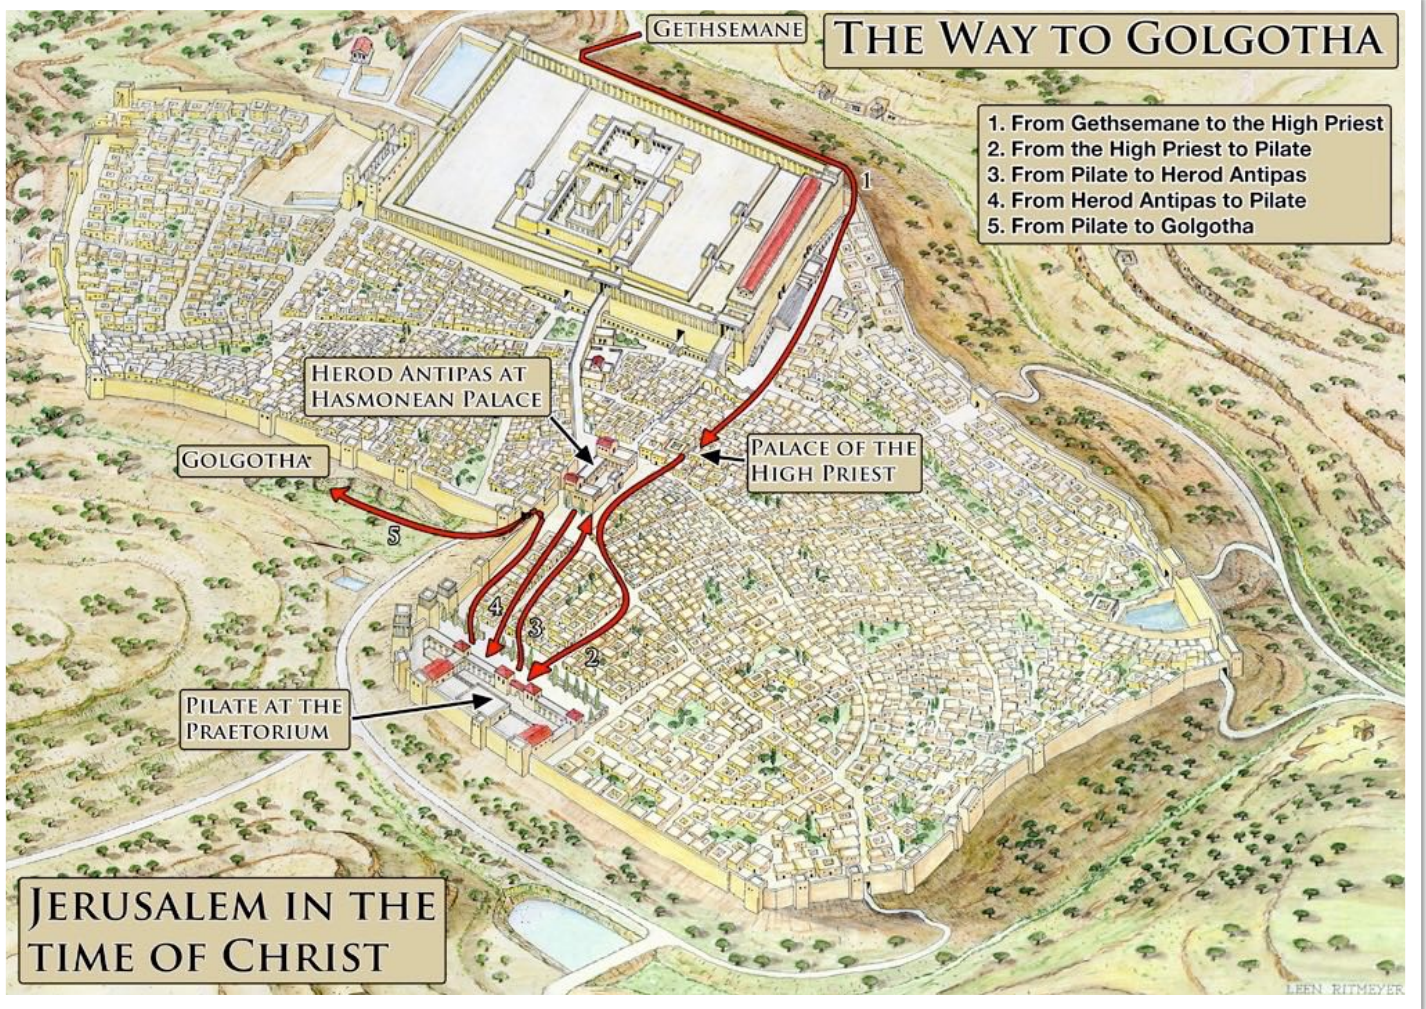 GETHSEMANE
THE WAY TO GOLGOTHA
1. From Gethsemane to the High Priest
2. From the High Priest to Pilate
3. From Pilate to Herod Antipas
4. From Herod Antipas to Pilate
5. From Pilate to Golgotha
1
HEROD ANTIPAS AT
HASMONEAN PALACE
GOLGOTHA
PALACE OF THE
HIGH PRIEST
5
4
3
2
PILATE AT THE
PRAETORIUM
JERUSALEM IN THE
TIME OF CHRIST
LEEN RITMEYER